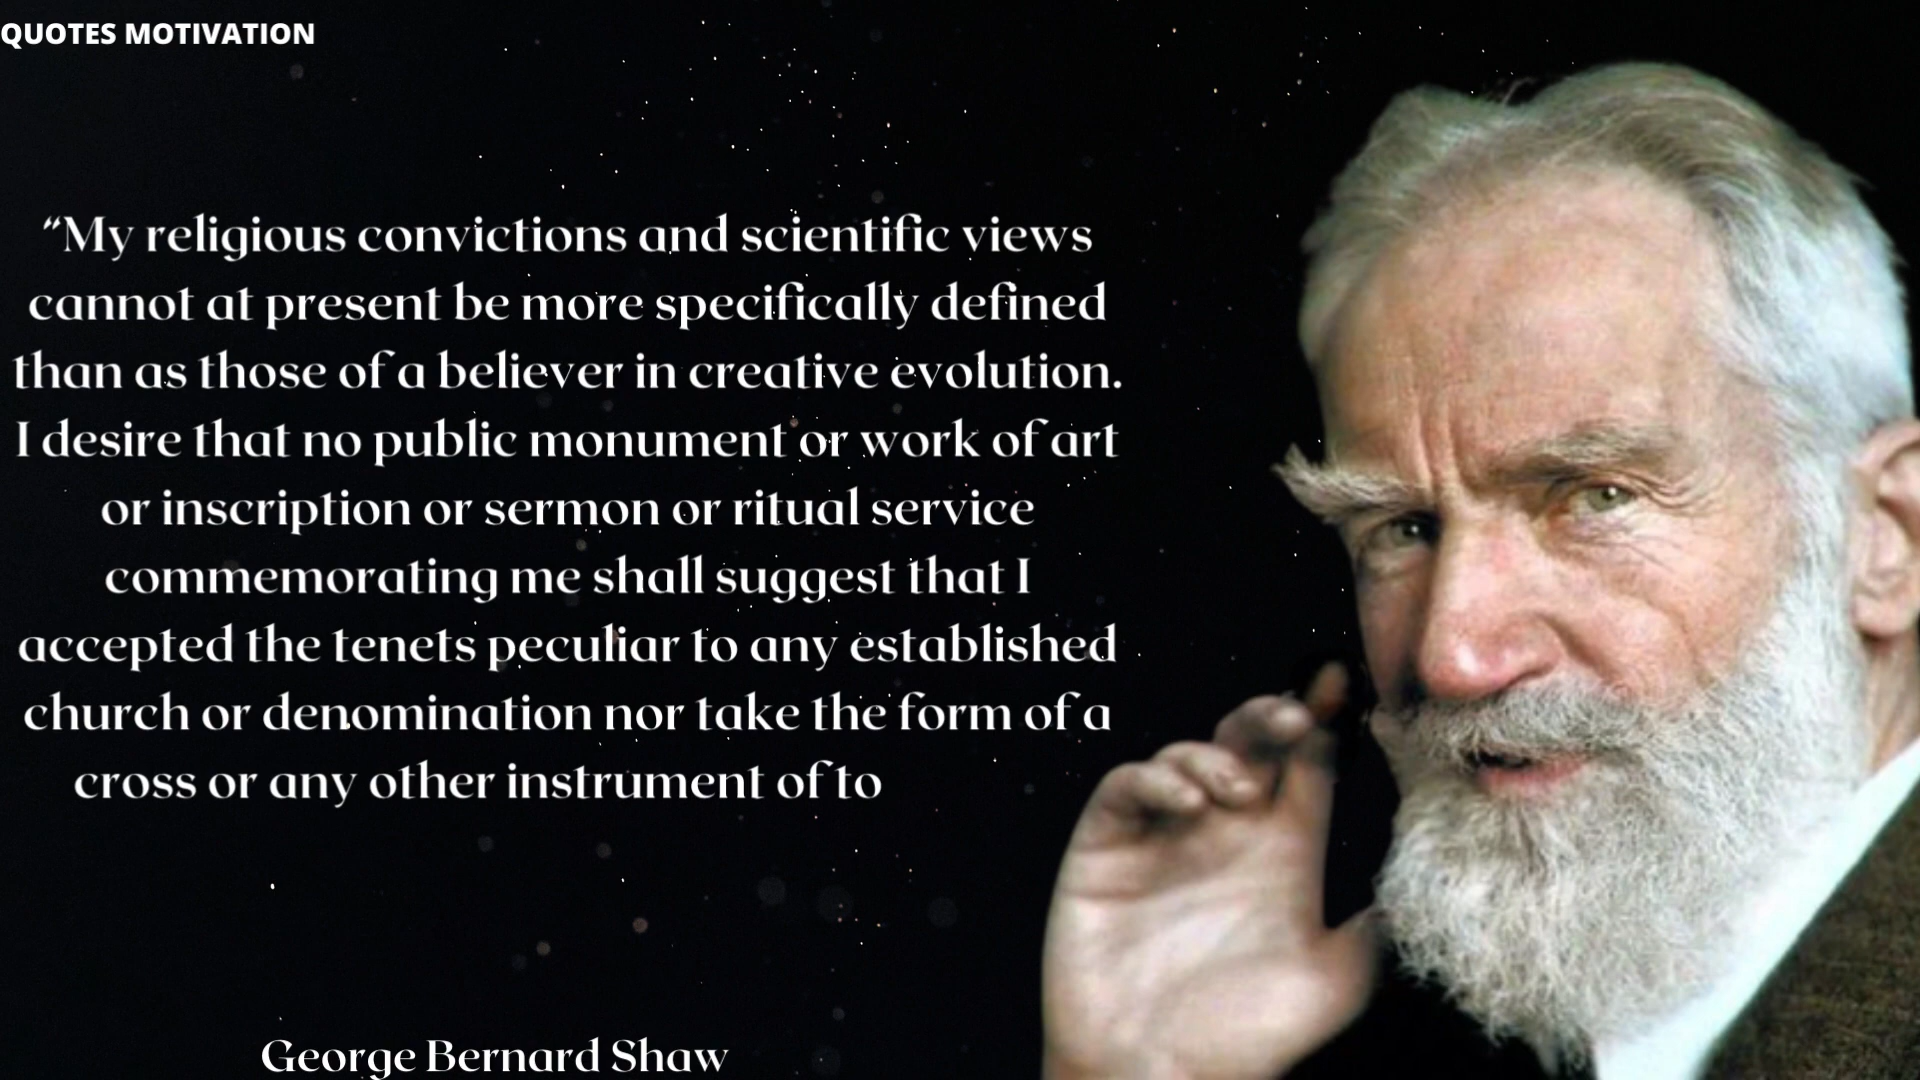 QUOTES MOTIVATION
“My religious convictions and scientific views
cannot at present be more specifically defined
than as those of a believer in creative evolution.
I desire that no public monument or work of art
or inscription or sermon or ritual service
commemorating me shall suggest that I
accepted the tenets peculiar to any established
church or denomination nor take the form of a
cross or any other instrument of to
George Bernard Shaw